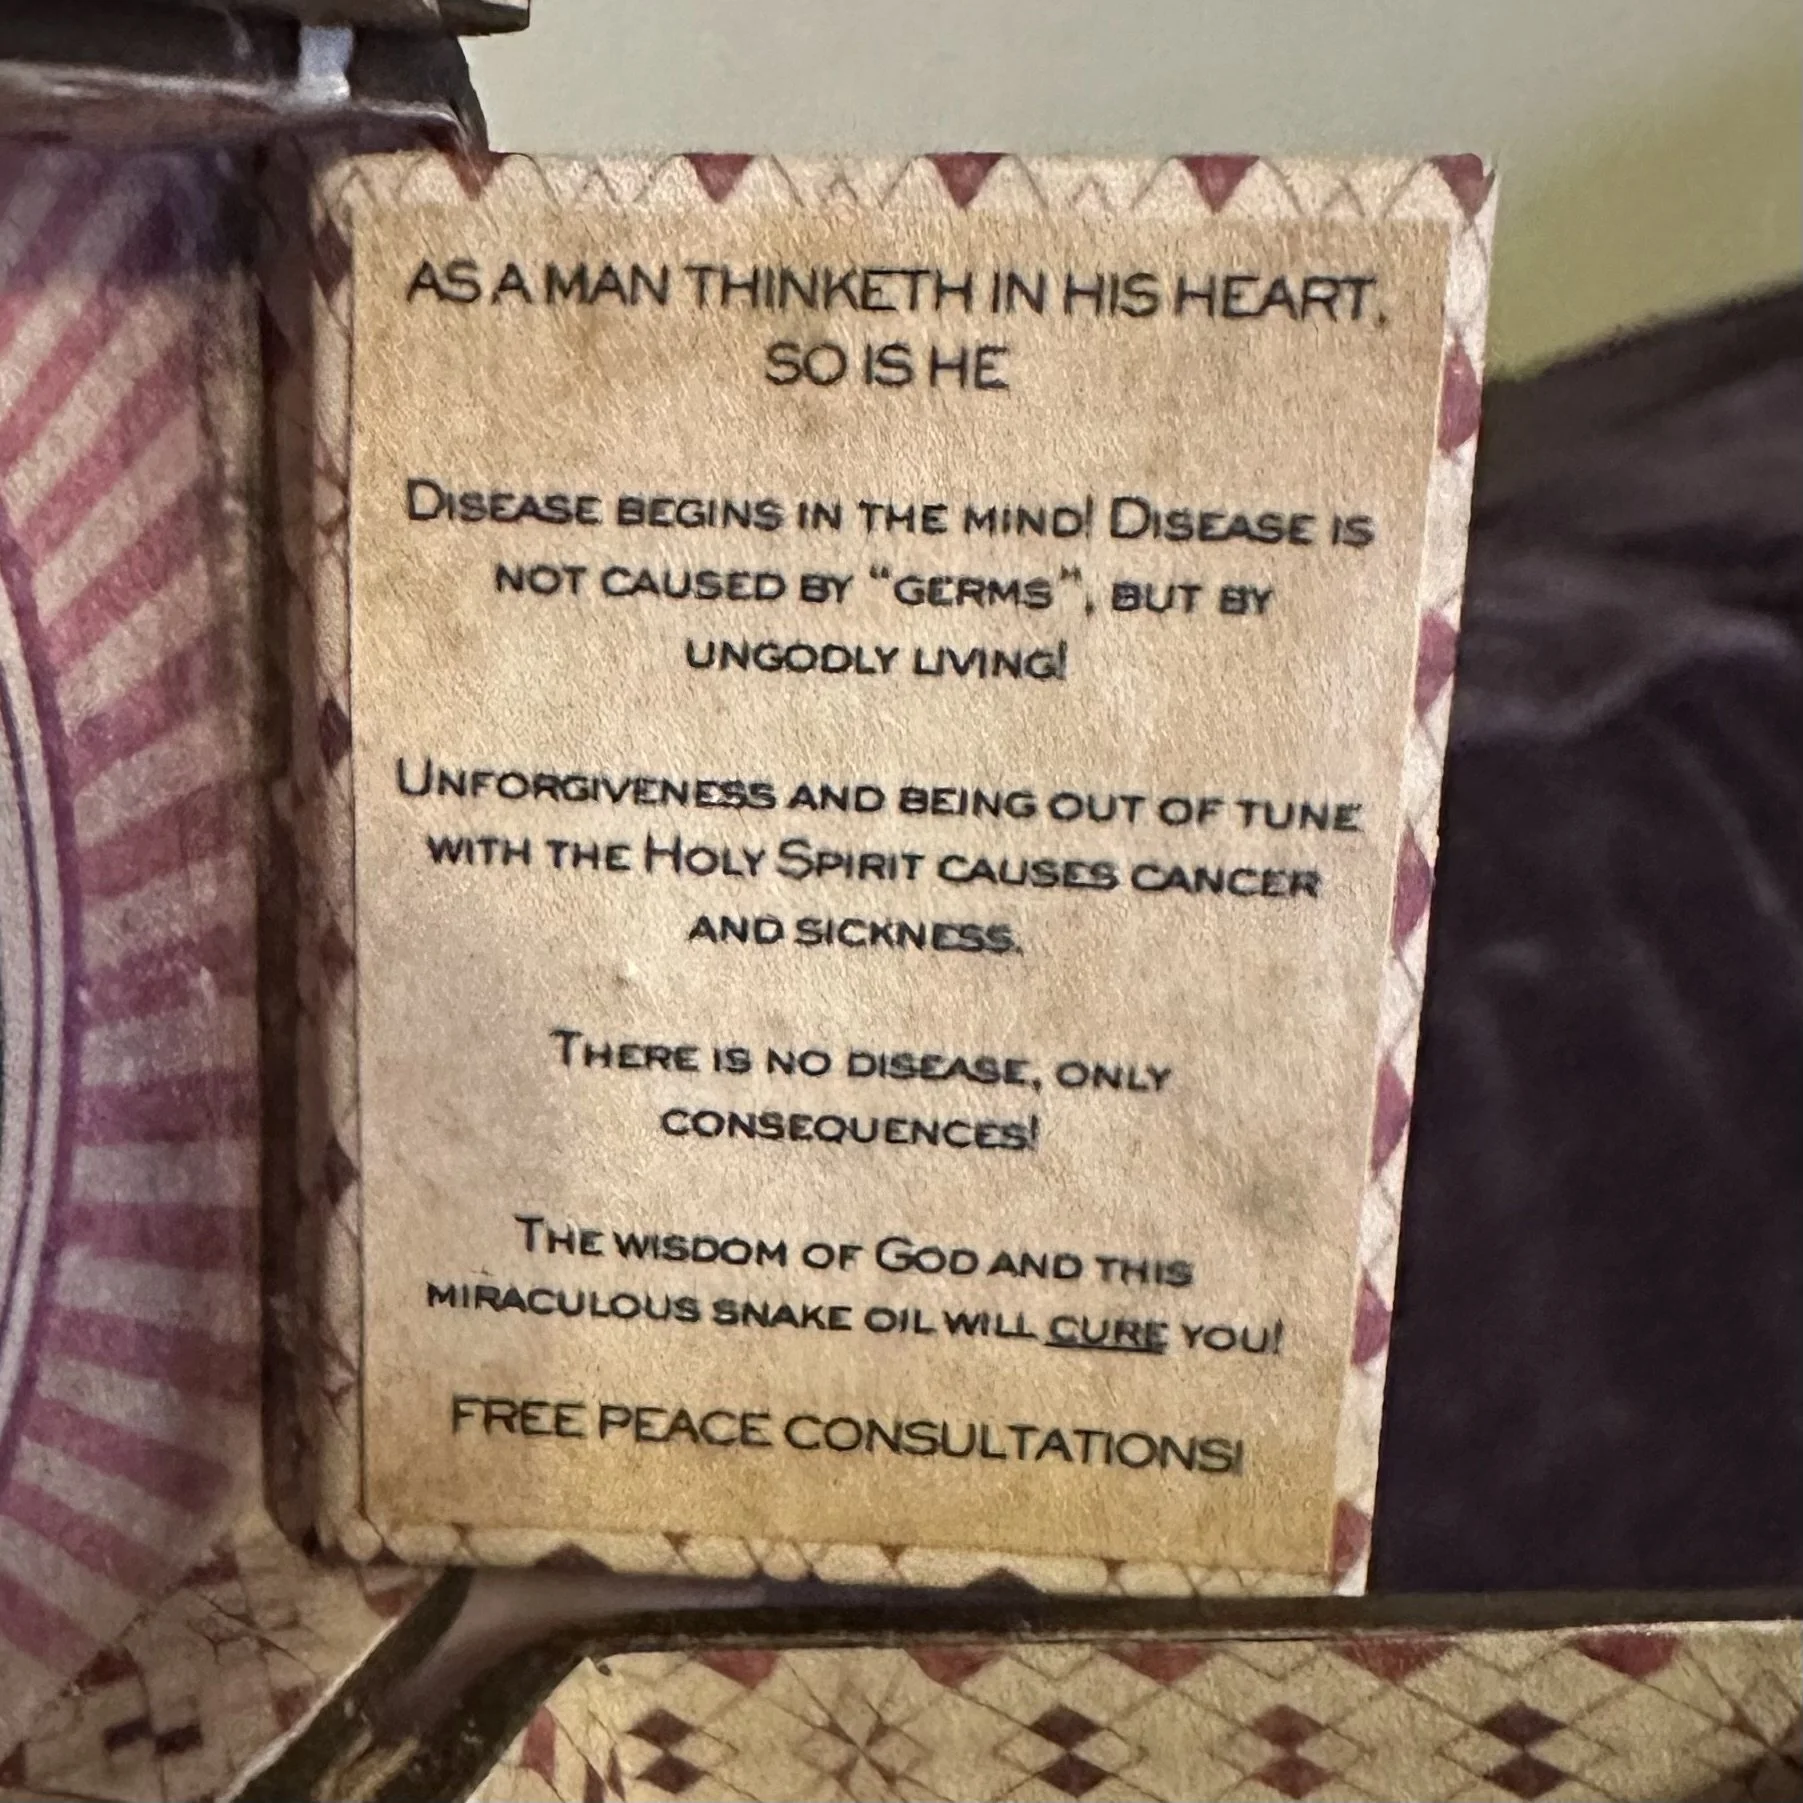 AS A MAN THINKETH IN HIS HEART,
SO IS HE
DISEASE BEGINS IN THE MIND! DISEASE IS
NOT CAUSED BY “GERMS”, BUT BY
UNGODLY LIVING!
UNFORGIVENESS AND BEING OUT OF TUNE
WITH THE HOLY SPIRIT CAUSES CANCER
AND SICKNESS.
THERE IS NO DISEASE, ONLY
CONSEQUENCES!
THE WISDOM OF GOD AND THIS
MIRACULOUS SNAKE OIL WILL CURE YOU!
FREE PEACE CONSULTATIONS!